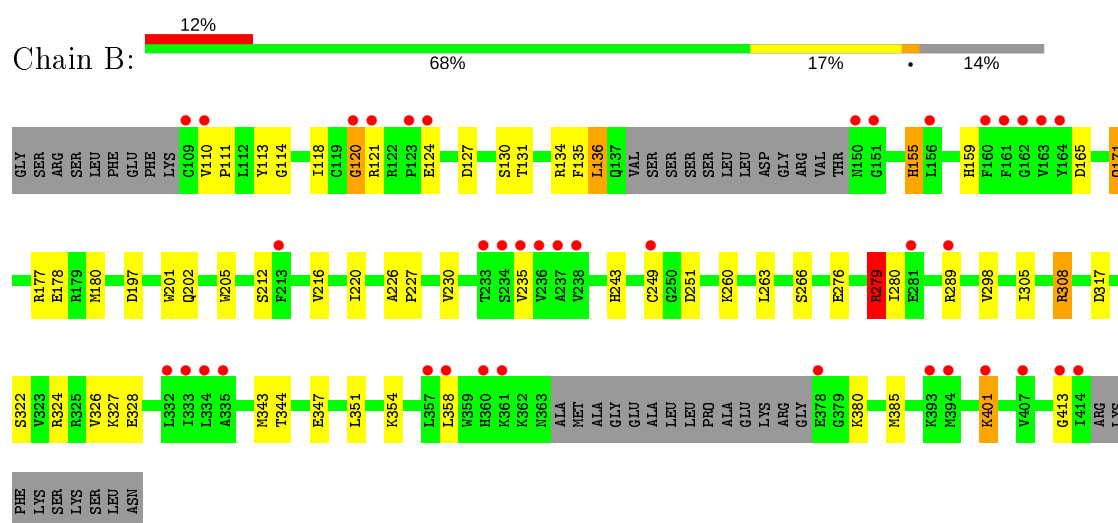 12%
Chain B:
68% 17% • 14%
GLY SER ARG SER LEU PHE GLU PHE LYS C109 V110 P111 L112 Y113 G114 I118 C119 G120 R121 R122 P123 E124 D127 S130 T131 R134 F135 L136 Q137 VAL SER SER SER SER LEU LEU ASP GLY ARG VAL THR N150 G151 H155 L156 H159 F160 F161 G162 V163 Y164 D165
R177 E178 R179 M180 D197 W201 Q202 W205 S212 F213 V216 I220 A226 P227 V230 T233 S234 V235 V236 A237 V238 H243 C249 G250 D251 K260 L263 S266 E276 R279 I280 E281 R289 V298 I305 R308 D317
S322 V323 R324 R325 V326 K327 E328 L332 I333 L334 A335 M343 T344 E347 L351 K354 L357 L358 W359 H360 K361 K362 N363 ALA MET ALA GLY GLU ALA LEU LEU PRO ALA GLU LYS ARG GLY E378 G379 K380 M385 K393 M394 K401 V407 G413 I414 ARG
PHE LYS SER LYS SER LEU ASN